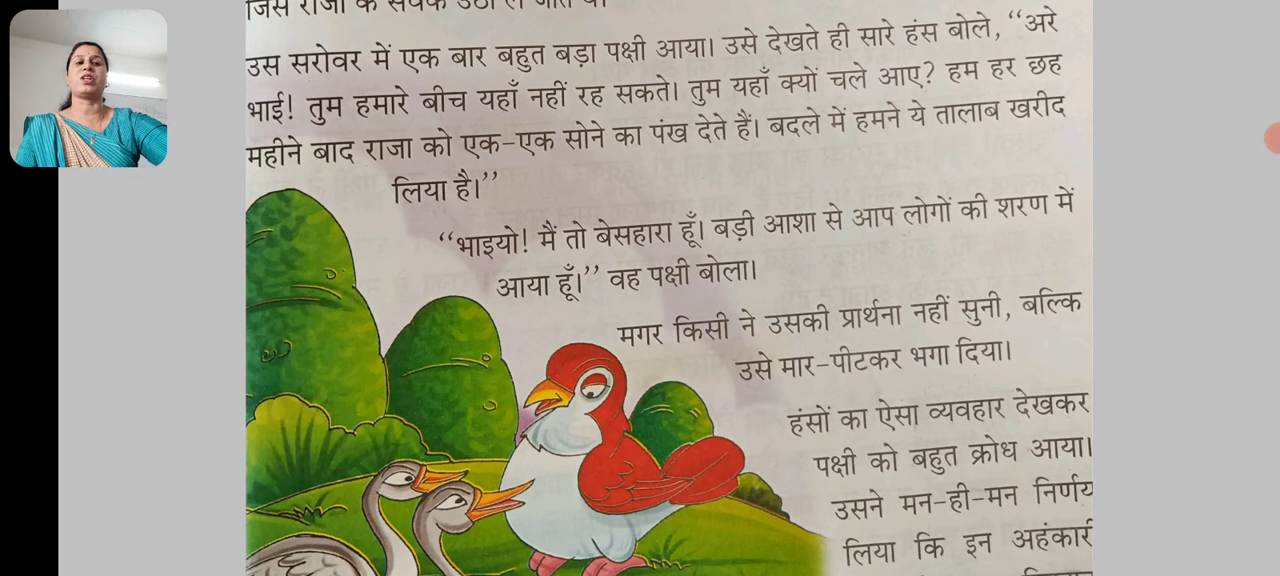 उस सरोवर में एक बार बहुत बड़ा पक्षी आया। उसे देखते ही सारे हंस बोले, “अरे
भाई! तुम हमारे बीच यहाँ नहीं रह सकते। तुम यहाँ क्यों चले आए? हम हर छह
महीने बाद राजा को एक-एक सोने का पंख देते हैं। बदले में हमने ये तालाब खरीद
लिया है।”
“भाइयो! मैं तो बेसहारा हूँ। बड़ी आशा से आप लोगों की शरण में
आया हूँ।” वह पक्षी बोला।
मगर किसी ने उसकी प्रार्थना नहीं सुनी, बल्कि
उसे मार-पीटकर भगा दिया।
हंसों का ऐसा व्यवहार देखकर
पक्षी को बहुत क्रोध आया।
उसने मन-ही-मन निर्णय
लिया कि इन अहंकारी